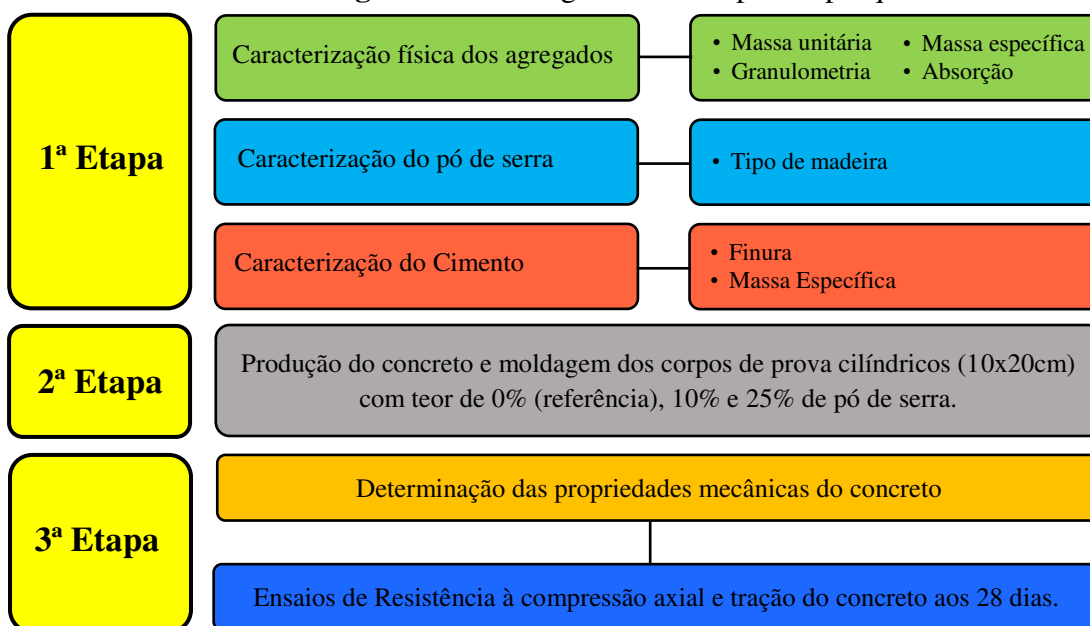 1ª Etapa
Caracterização física dos agregados
• Massa unitária • Massa específica
• Granulometria • Absorção
Caracterização do pó de serra
• Tipo de madeira
Caracterização do Cimento
• Finura
• Massa Específica
2ª Etapa
Produção do concreto e moldagem dos corpos de prova cilíndricos (10x20cm)
com teor de 0% (referência), 10% e 25% de pó de serra.
3ª Etapa
Determinação das propriedades mecânicas do concreto
Ensaios de Resistência à compressão axial e tração do concreto aos 28 dias.